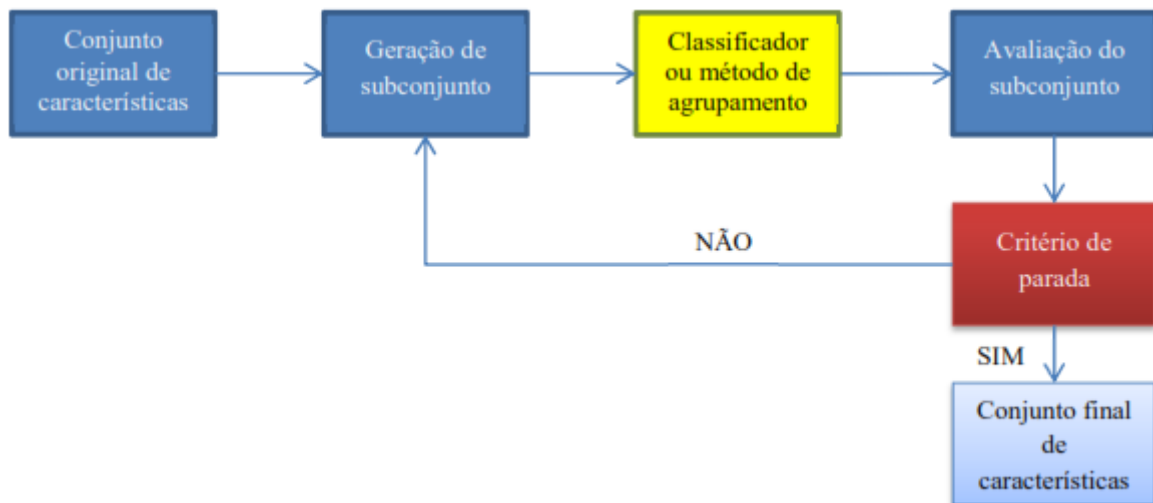 Conjunto
original de
características
Geração de
subconjunto
Classificador
ou método de
agrupamento
Avaliação do
subconjunto
NÃO
Critério de
parada
SIM
Conjunto final
de
características